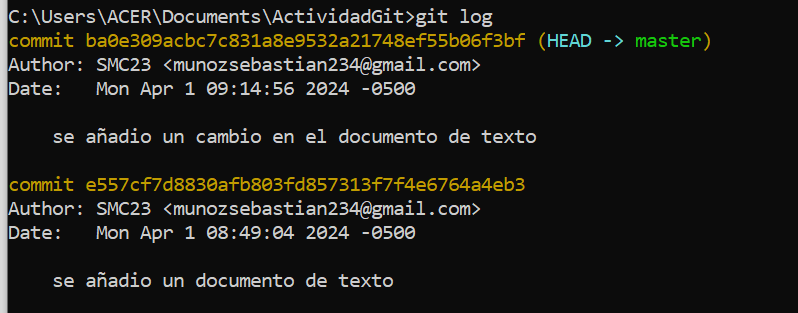 C:\Users\ACER\Documents\ActividadGit>git log
commit ba0e309acbc7c831a8e9532a21748ef55b06f3bf (HEAD -> master)
Author: SMC23 <munozsebastian234@gmail.com>
Date:   Mon Apr 1 09:14:56 2024 -0500
    se añadio un cambio en el documento de texto
commit e557cf7d8830afb803fd857313f7f4e6764a4eb3
Author: SMC23 <munozsebastian234@gmail.com>
Date:   Mon Apr 1 08:49:04 2024 -0500
    se añadio un documento de texto